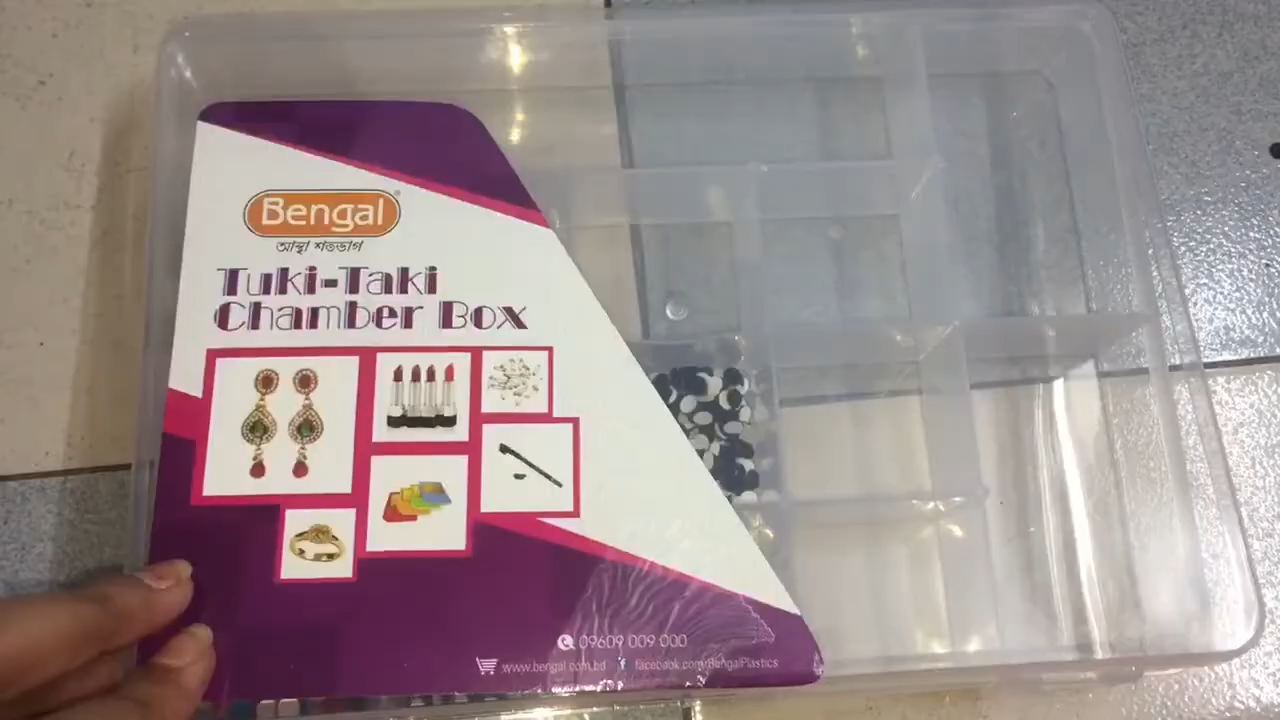 Bengal
আস্থা শতভাগ
Tuki-Taki
Chamber Box
09609 009 000
www.bengal.com.bd facebook.com/BengalPlastics